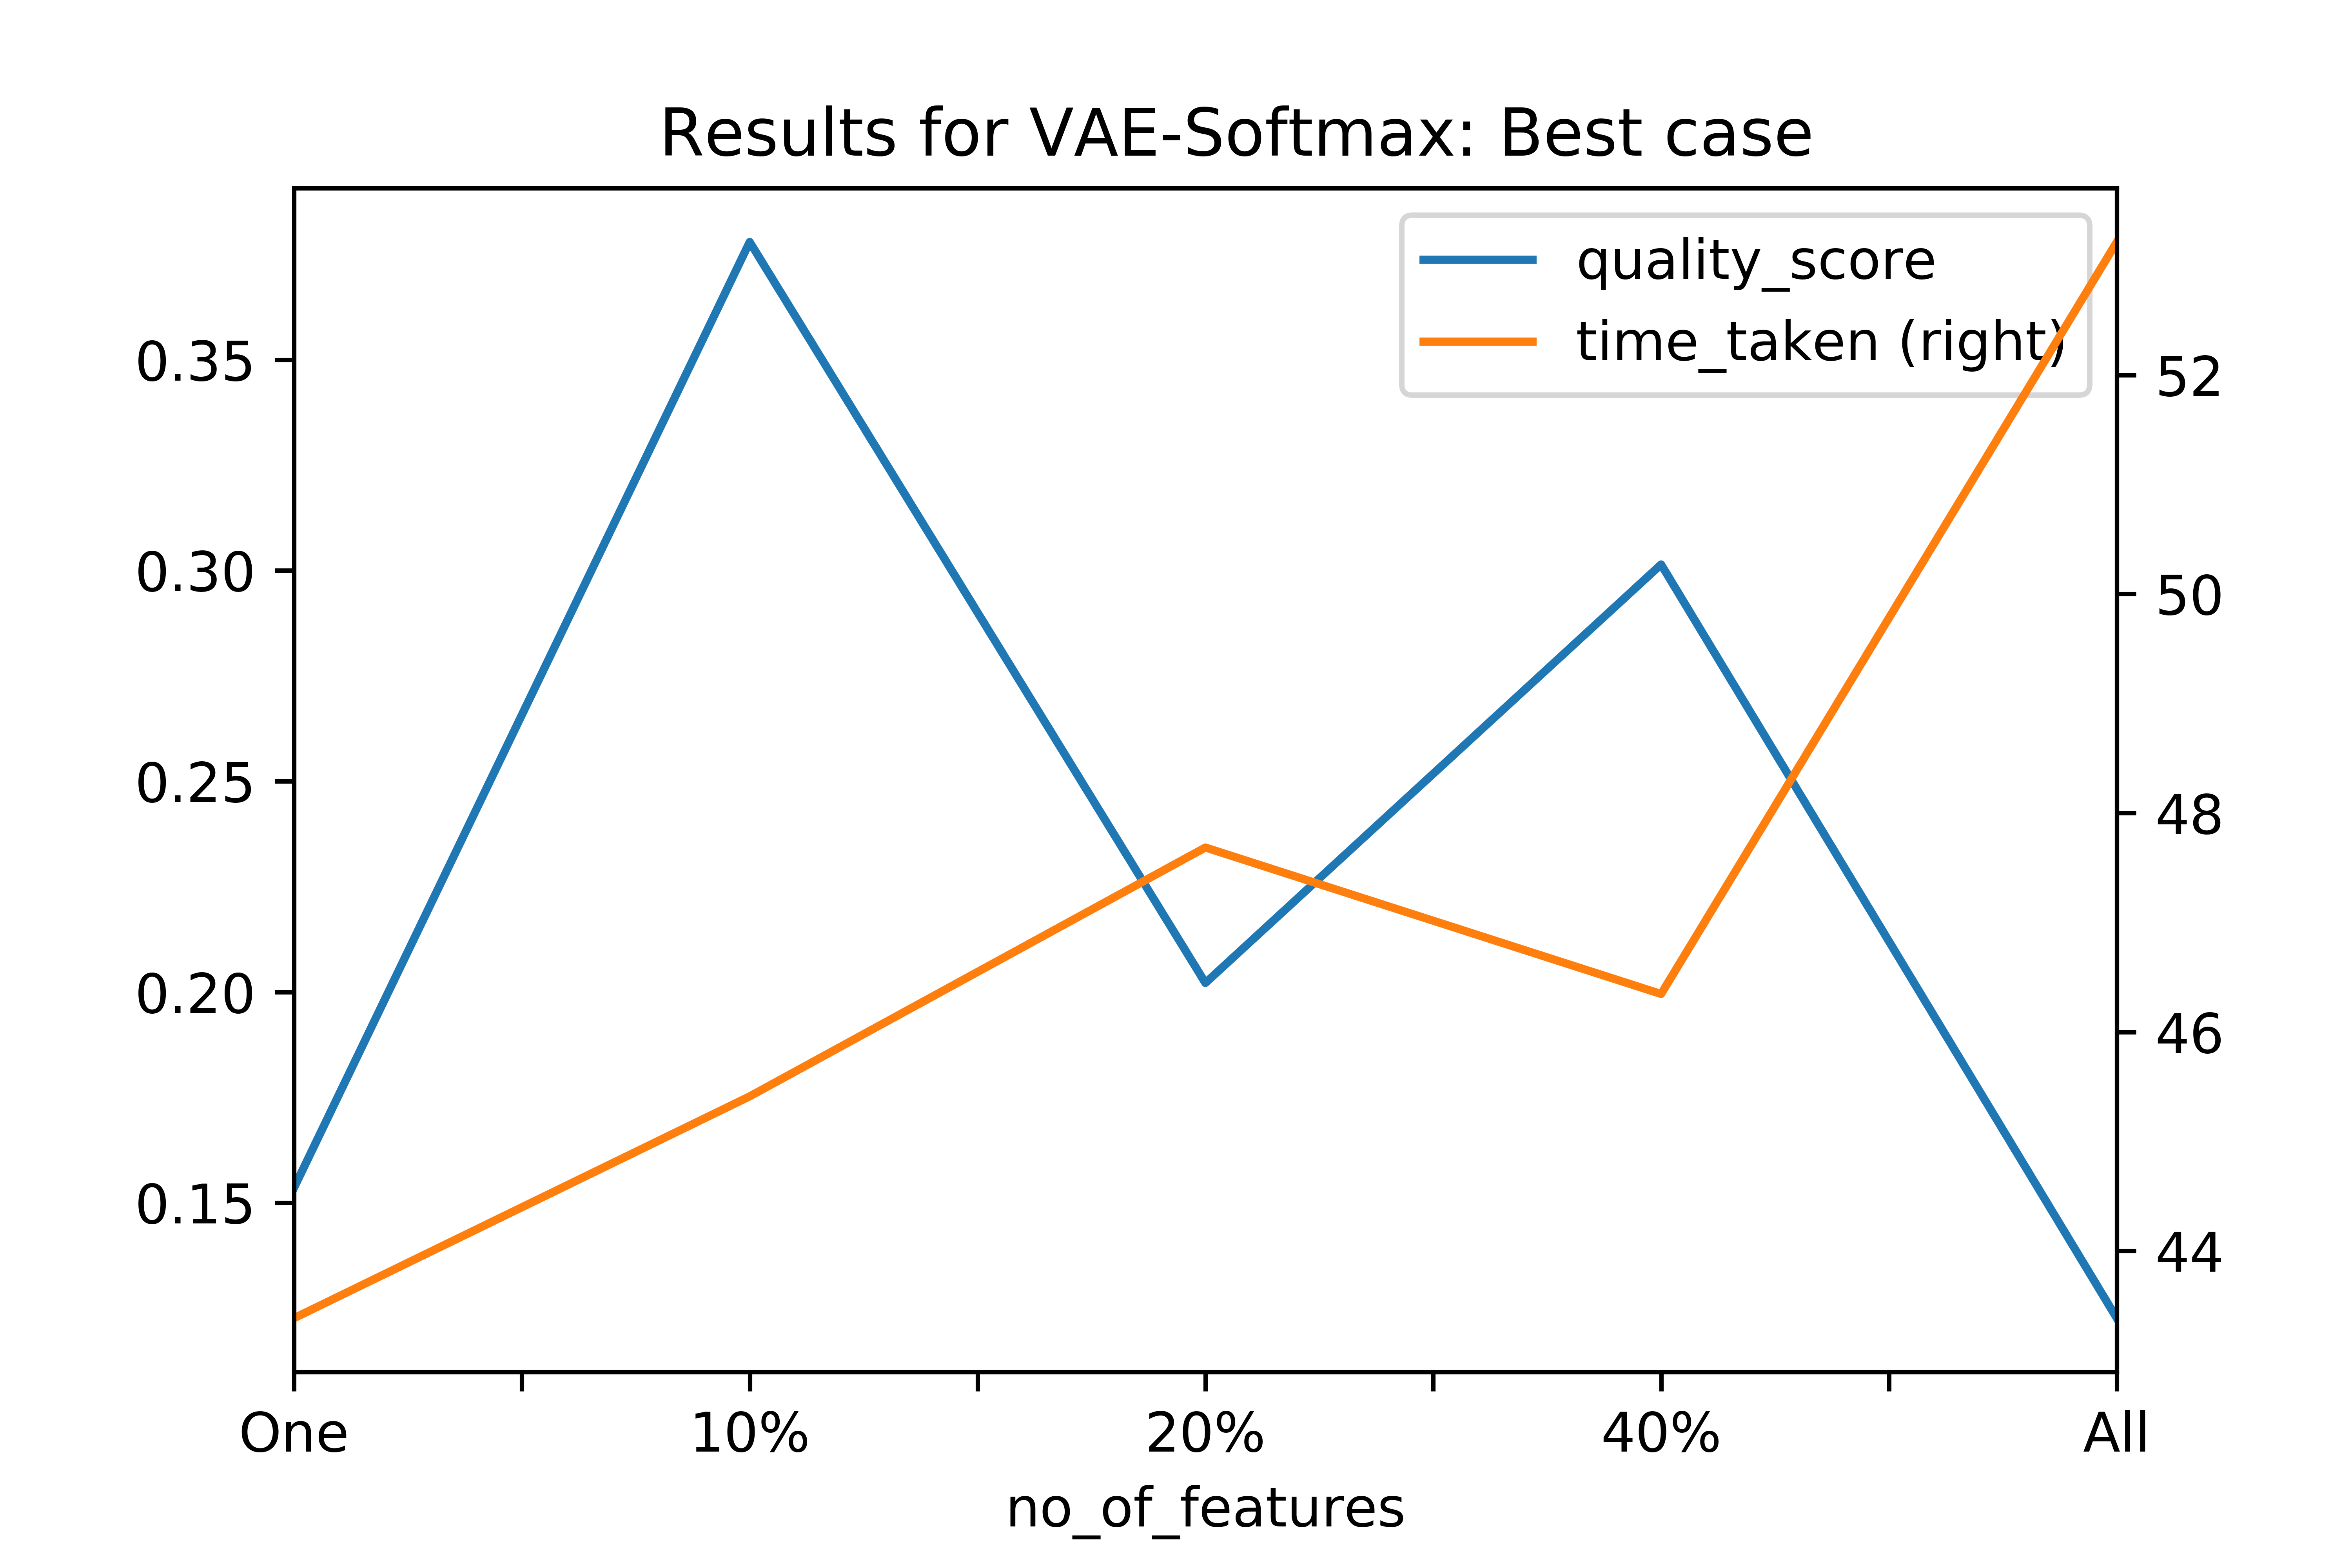 Results for VAE-Softmax: Best case
quality_score
time_taken (right)
0.35
0.30
0.25
0.20
0.15
52
50
48
46
44
One 10% 20% 40% All
no_of_features